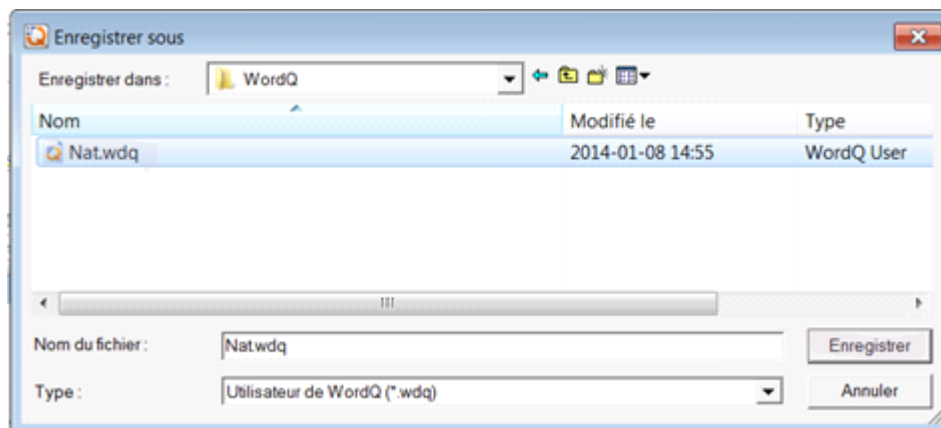 Enregistrer sous
Enregistrer dans : WordQ
Nom Modifié le Type
Nat.wdq 2014-01-08 14:55 WordQ User
Nom du fichier : Nat.wdq Enregistrer
Type : Utilisateur de WordQ (*.wdq) Annuler